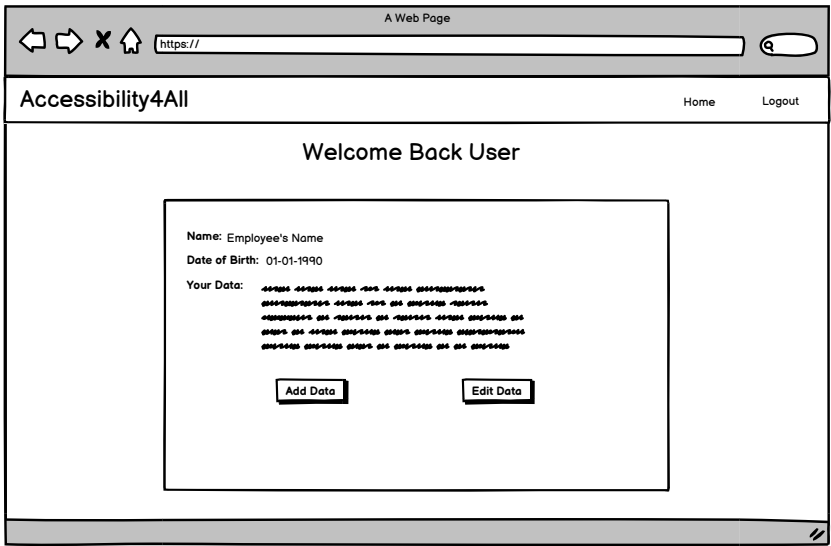 A Web Page
https://
Accessibility4All
Home Logout
Welcome Back User
Name: Employee's Name
Date of Birth: 01-01-1990
Your Data:
Add Data Edit Data